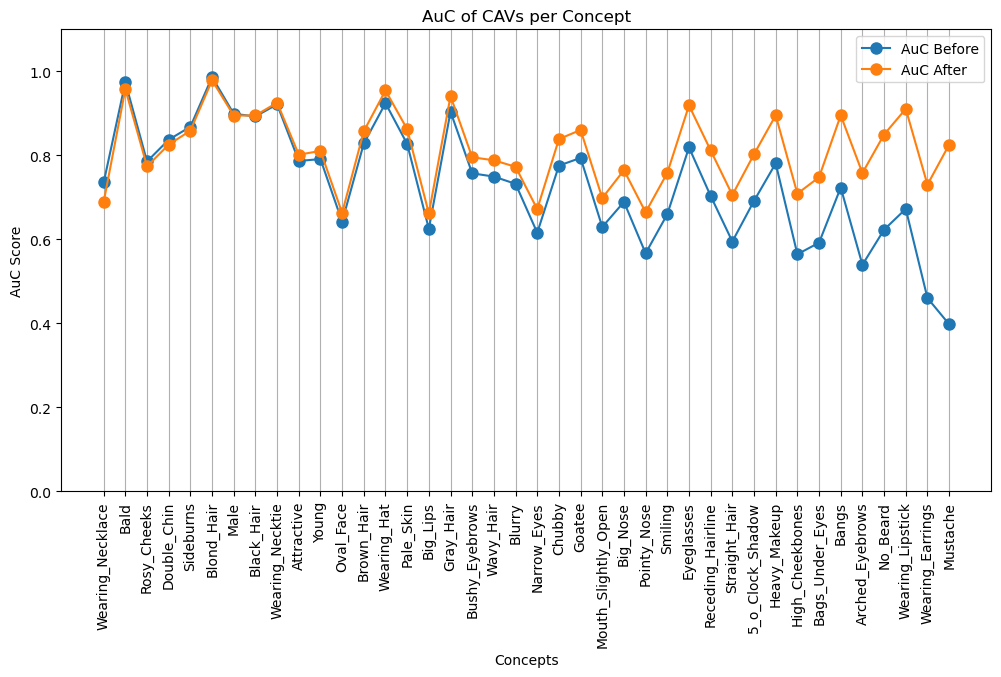 AuC of CAVs per Concept
AuC Before
AuC After
AuC Score
1.0
0.8
0.6
0.4
0.2
0.0
Wearing_Necklace
Bald
Rosy_Cheeks
Double_Chin
Sideburns
Blond_Hair
Male
Black_Hair
Wearing_Necktie
Attractive
Young
Oval_Face
Brown_Hair
Wearing_Hat
Pale_Skin
Big_Lips
Gray_Hair
Bushy_Eyebrows
Wavy_Hair
Blurry
Narrow_Eyes
Chubby
Goatee
Mouth_Slightly_Open
Big_Nose
Pointy_Nose
Smiling
Eyeglasses
Receding_Hairline
Straight_Hair
5_o_Clock_Shadow
Heavy_Makeup
High_Cheekbones
Bags_Under_Eyes
Bangs
Arched_Eyebrows
No_Beard
Wearing_Lipstick
Wearing_Earrings
Mustache
Concepts